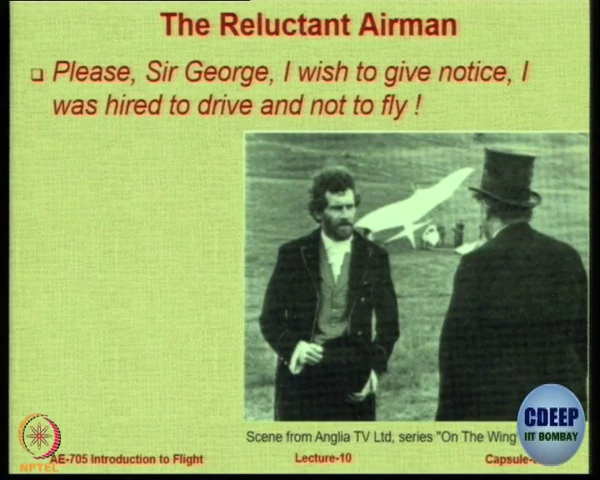 The Reluctant Airman
Please, Sir George, I wish to give notice, I
was hired to drive and not to fly !
Scene from Anglia TV Ltd, series "On The Wing
CDEEP
IIT BOMBAY
NPTEL
AE-705 Introduction to Flight
Lecture-10